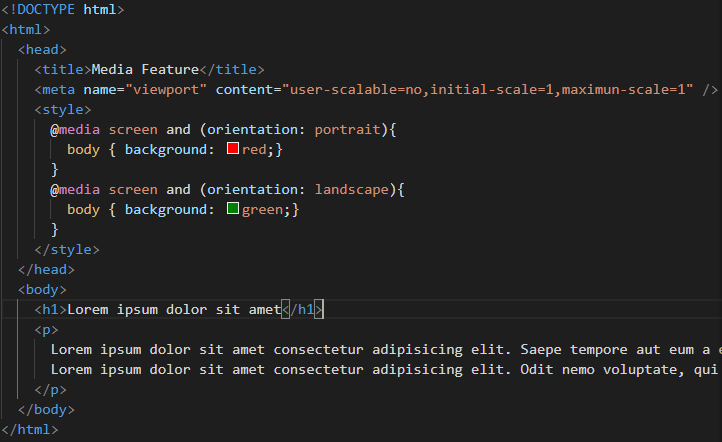 <!DOCTYPE html>
<html>
<head>
<title>Media Feature</title>
<meta name="viewport" content="user-scalable=no,initial-scale=1,maximun-scale=1" />
<style>
@media screen and (orientation: portrait){
body { background: red;}
}
@media screen and (orientation: landscape){
body { background: green;}
}
</style>
</head>
<body>
<h1>Lorem ipsum dolor sit amet</h1>
<p>
Lorem ipsum dolor sit amet consectetur adipisicing elit. Saepe tempore aut eum a
Lorem ipsum dolor sit amet consectetur adipisicing elit. Odit nemo voluptate, qui
</p>
</body>
</html>